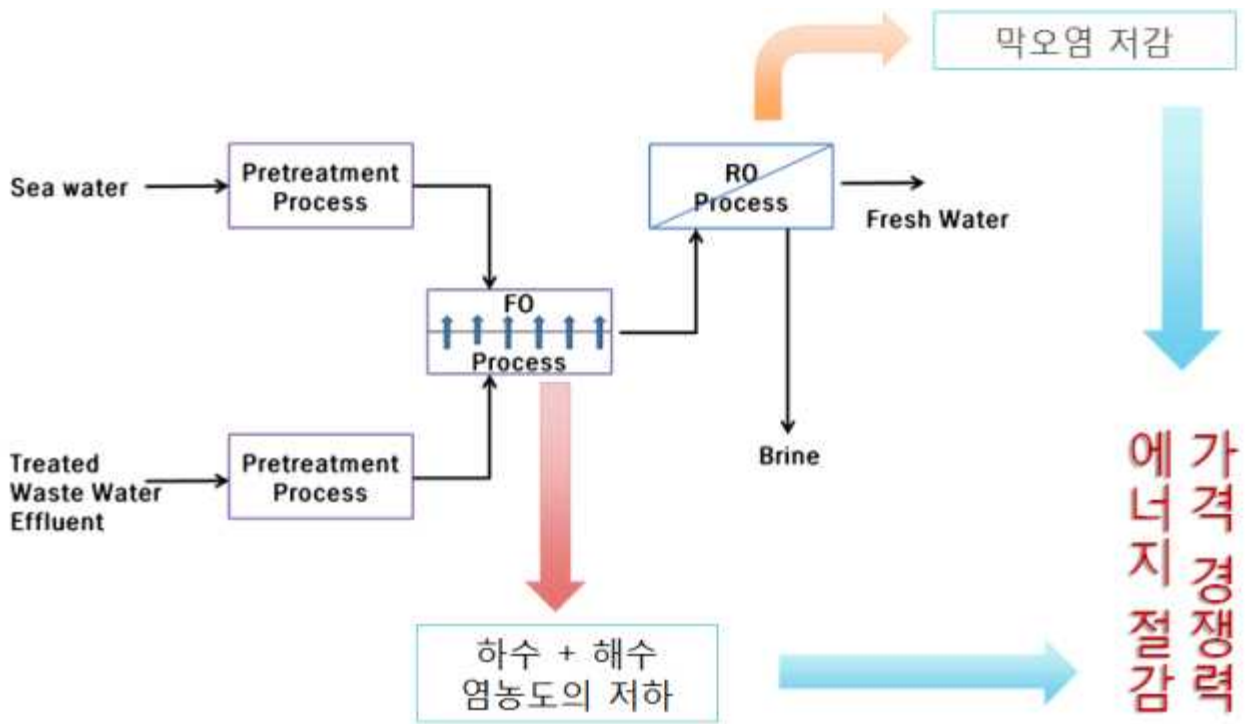 막오염 저감
Sea water
Pretreatment
Process
RO
Process
Fresh Water
FO
Process
Treated
Waste Water
Effluent
Pretreatment
Process
Brine
하수 + 해수
염농도의 저하
에너지 절감
가격 경쟁력